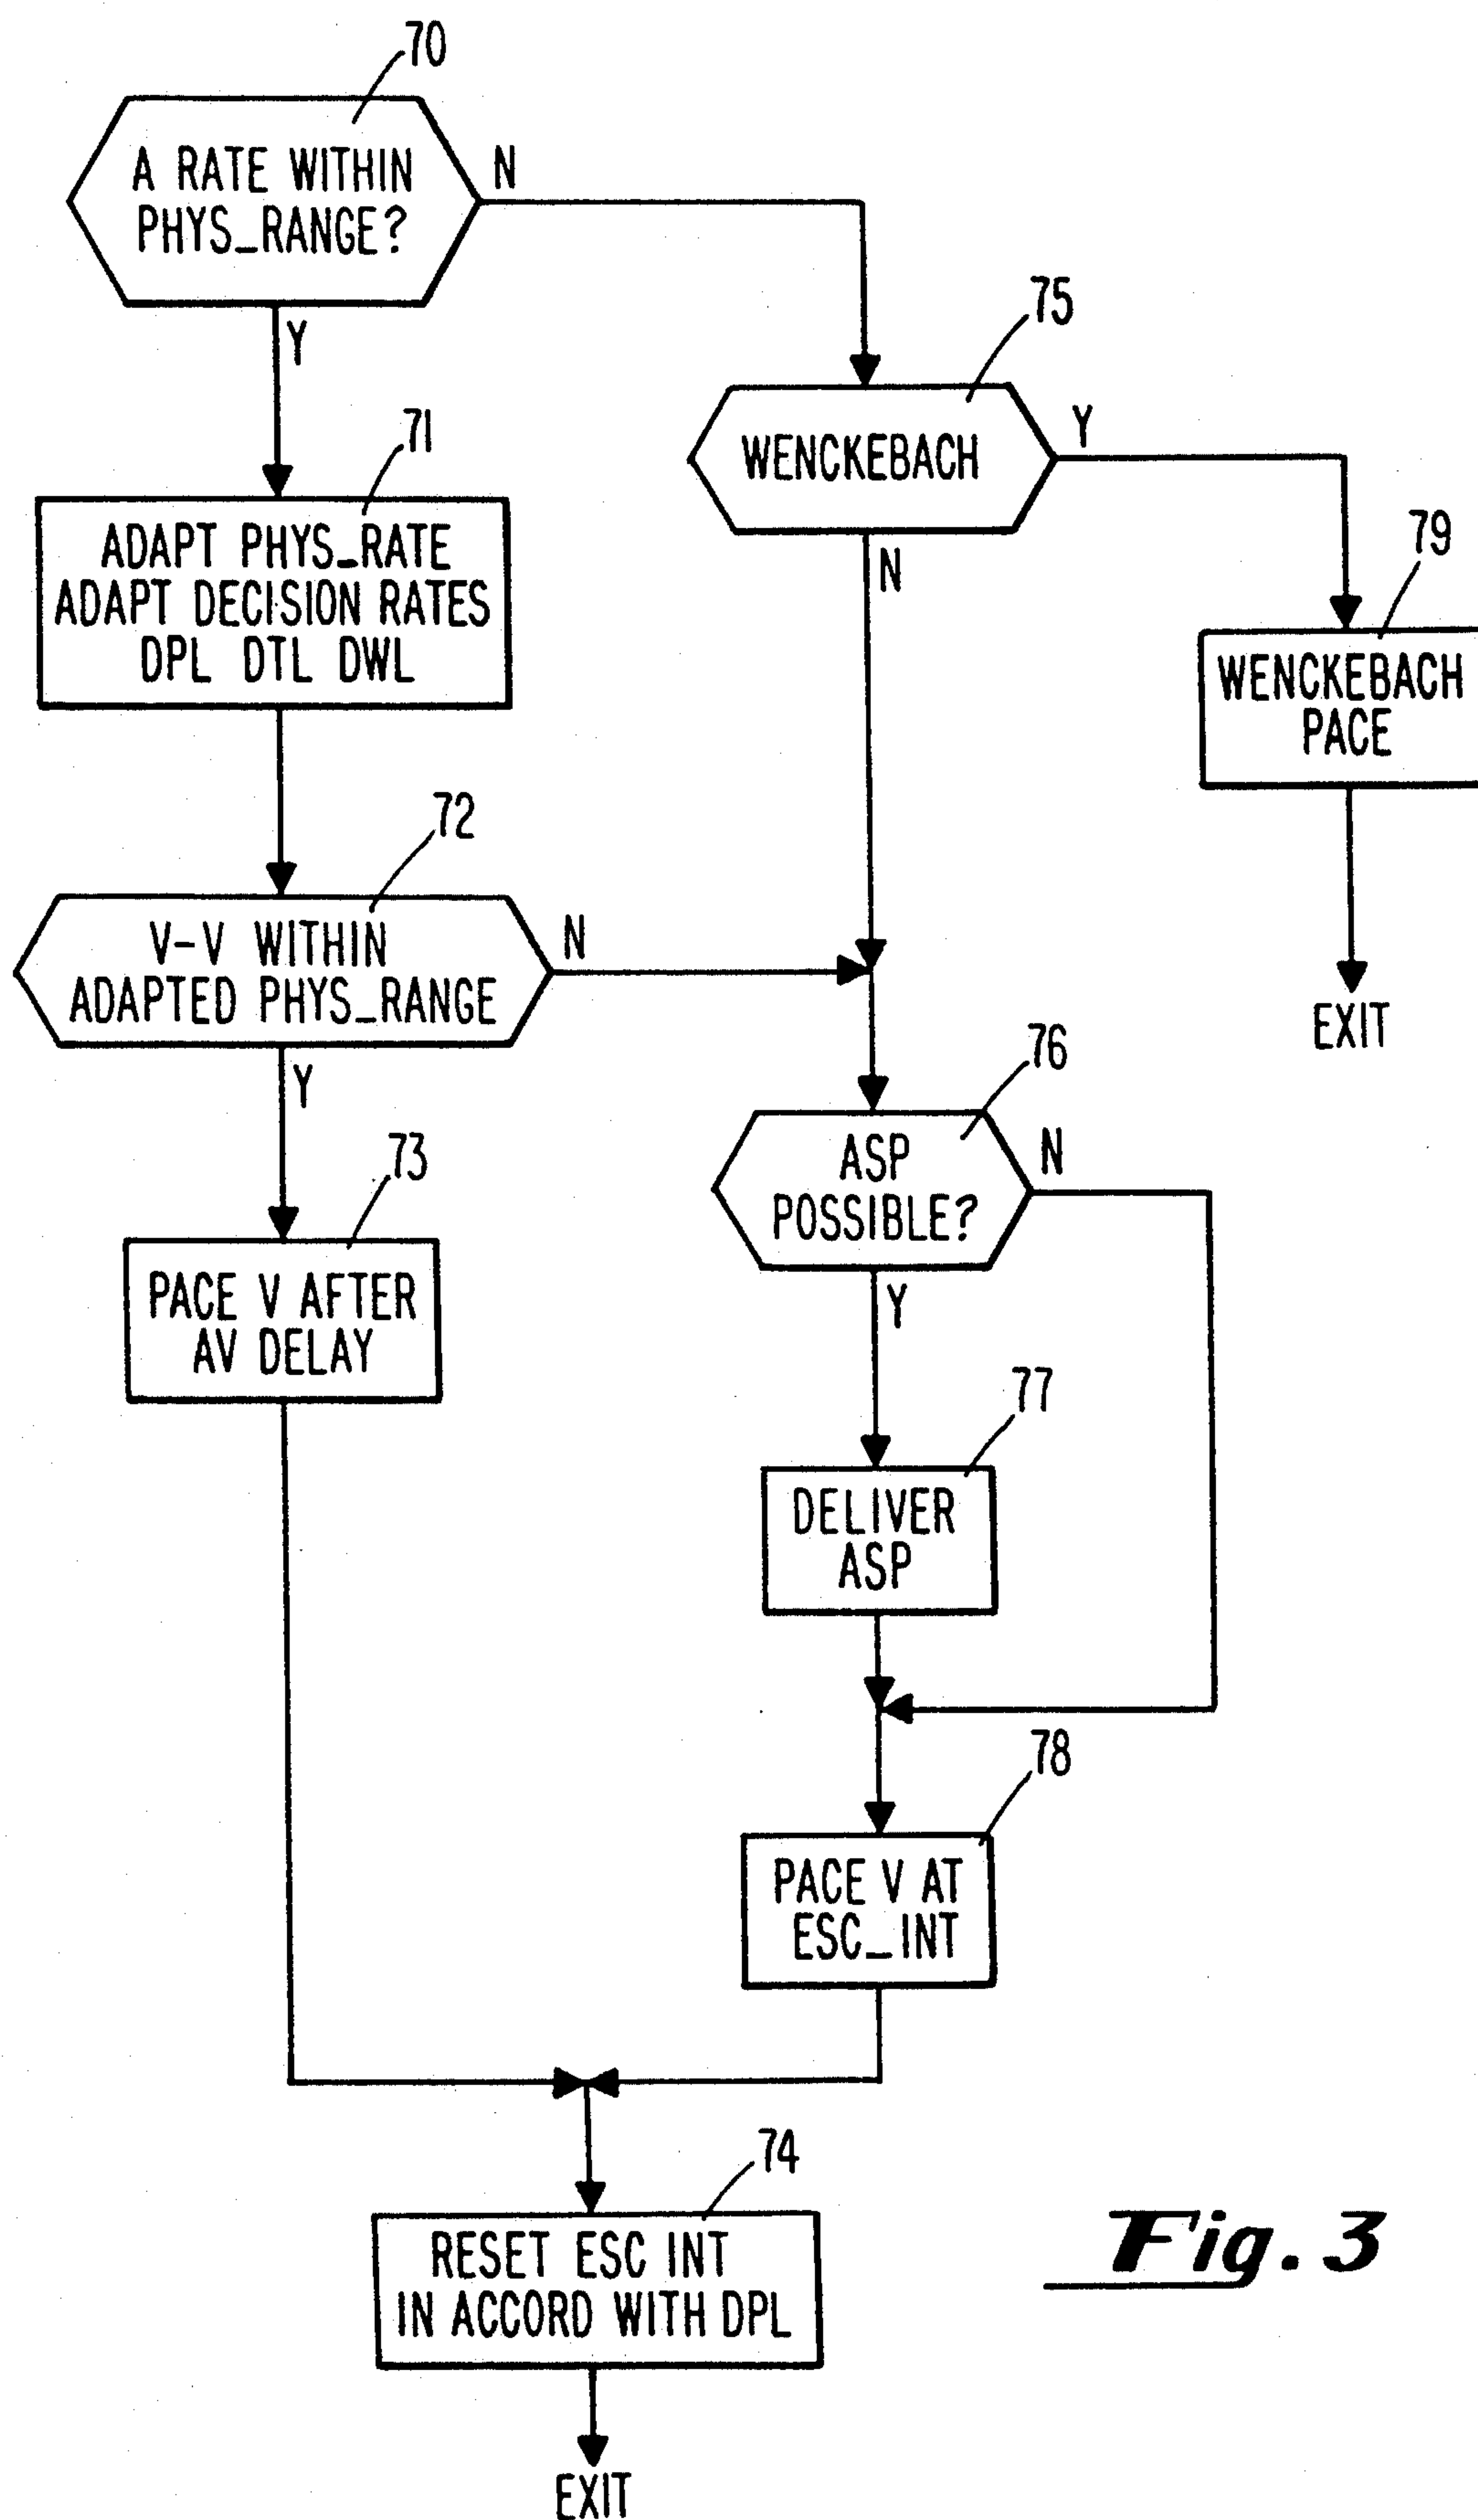 70
A RATE WITHIN
PHYS_RANGE?
N
Y
75
WENCKEBACH
Y
N
71
ADAPT PHYS_RATE
ADAPT DECISION RATES
DPL DTL DWL
79
WENCKEBACH
PACE
EXIT
72
V-V WITHIN
ADAPTED PHYS_RANGE
N
Y
76
ASP
POSSIBLE?
N
Y
73
PACE V AFTER
AV DELAY
77
DELIVER
ASP
78
PACE V AT
ESC_INT
74
RESET ESC INT
IN ACCORD WITH DPL
EXIT
Fig. 3